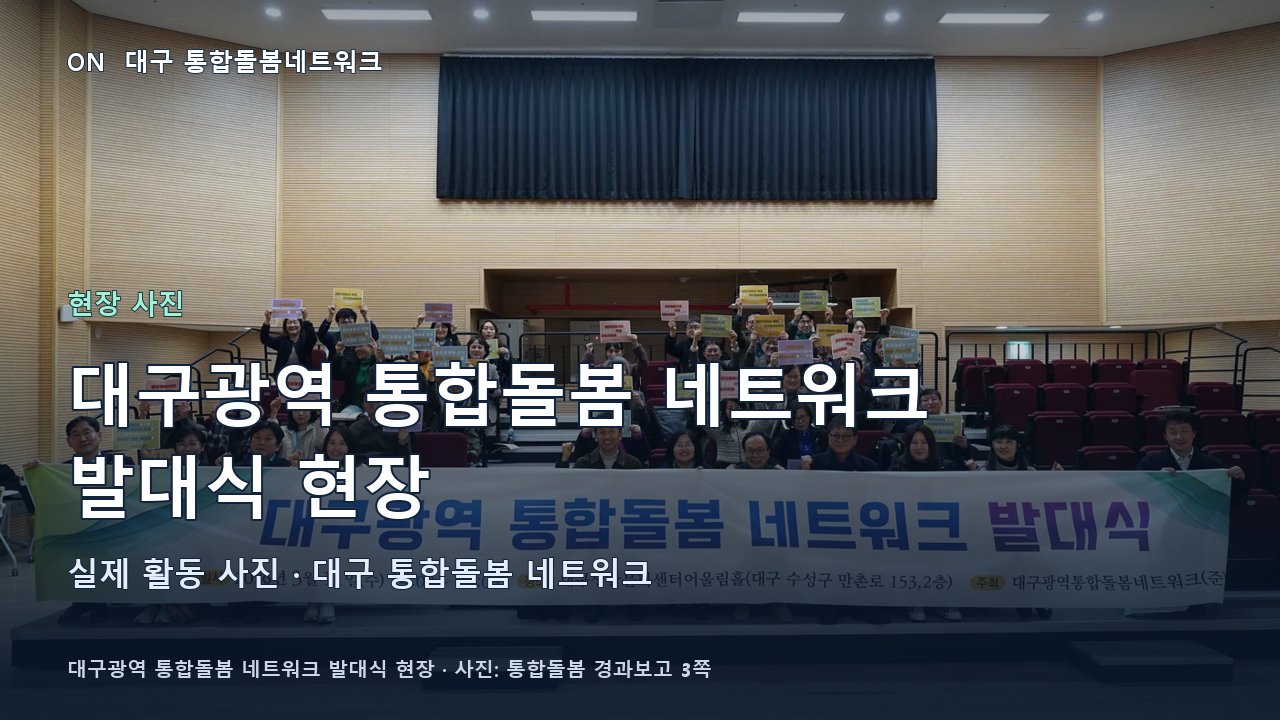 ON 대구 통합돌봄네트워크
현장 사진
대구광역 통합돌봄 네트워크
발대식 현장
대구광역 통합돌봄 네트워크 발대식
실제 활동 사진 · 대구 통합돌봄 네트워크
센터어울림홀(대구 수성구 만촌로 153,2층) 주최 대구광역통합돌봄네트워크(준
대구광역 통합돌봄 네트워크 발대식 현장 · 사진: 통합돌봄 경과보고 3쪽